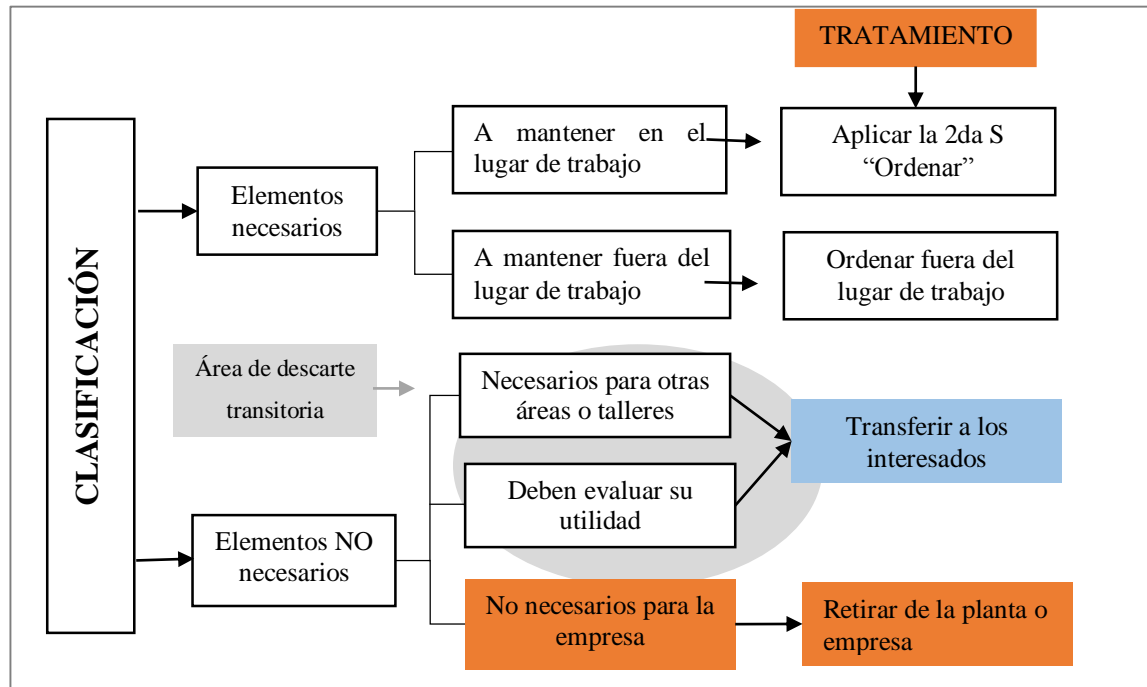 TRATAMIENTO
CLASIFICACIÓN
Elementos
necesarios
A mantener en el
lugar de trabajo
Aplicar la 2da S
“Ordenar”
A mantener fuera del
lugar de trabajo
Ordenar fuera del
lugar de trabajo
Área de descarte
transitoria
Necesarios para otras
áreas o talleres
Transferir a los
interesados
Deben evaluar su
utilidad
Elementos NO
necesarios
No necesarios para la
empresa
Retirar de la planta o
empresa